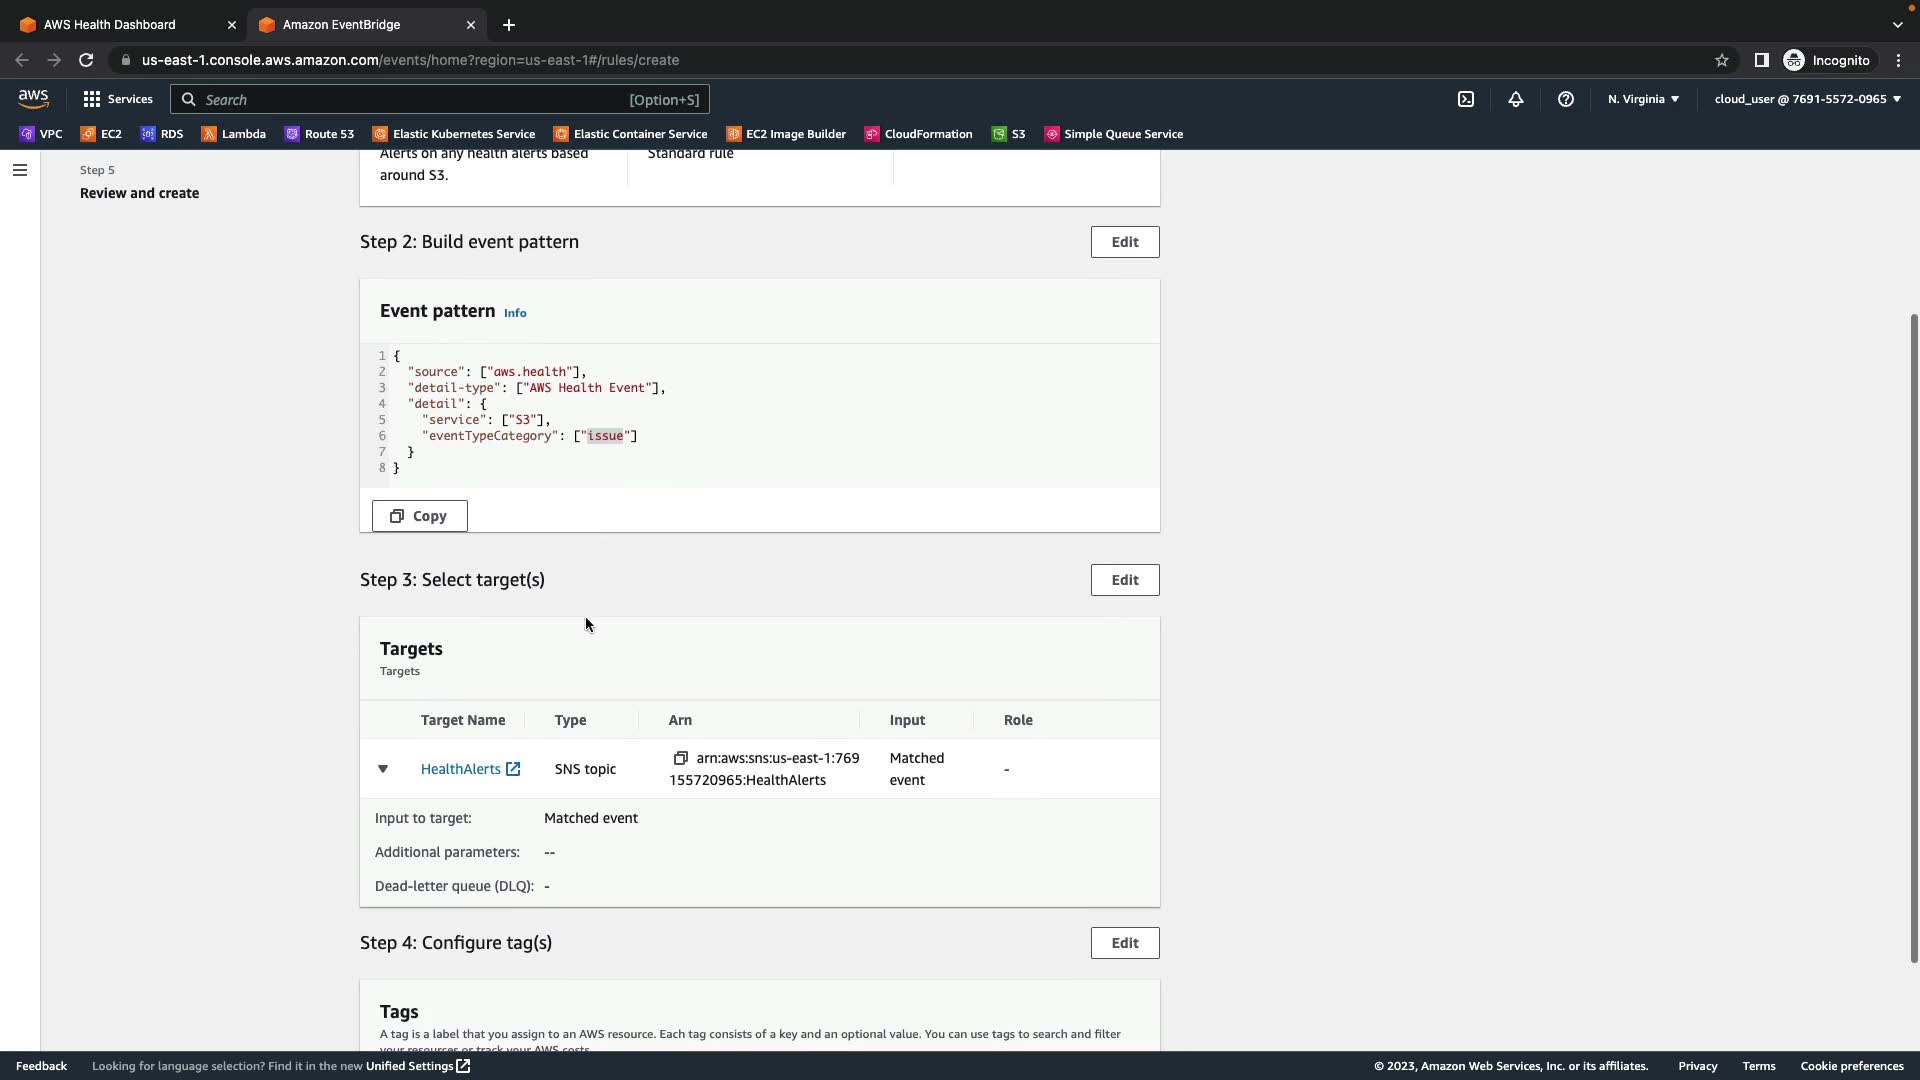 AWS Health Dashboard
Amazon EventBridge
us-east-1.console.aws.amazon.com/events/home?region=us-east-1#/rules/create
Incognito
aws
Services
Search
[Option+S]
N. Virginia
cloud_user @ 7691-5572-0965
VPC
EC2
RDS
Lambda
Route 53
Elastic Kubernetes Service
Elastic Container Service
EC2 Image Builder
CloudFormation
S3
Simple Queue Service
Step 5
Review and create
Alerts on any health alerts based
around S3.
Standard rule
Step 2: Build event pattern
Edit
Event pattern Info
1 {
2 "source": ["aws.health"],
3 "detail-type": ["AWS Health Event"],
4 "detail": {
5 "service": ["S3"],
6 "eventTypeCategory": ["issue"]
7 }
8 }
Copy
Step 3: Select target(s)
Edit
Targets
Targets
Target Name Type Arn Input Role
HealthAlerts
SNS topic
arn:aws:sns:us-east-1:769
155720965:HealthAlerts
Matched
event
-
Input to target: Matched event
Additional parameters: --
Dead-letter queue (DLQ): -
Step 4: Configure tag(s)
Edit
Tags
A tag is a label that you assign to an AWS resource. Each tag consists of a key and an optional value. You can use tags to search and filter
your resources or track your AWS costs.
Feedback
Looking for language selection? Find it in the new Unified Settings
© 2023, Amazon Web Services, Inc. or its affiliates.
Privacy
Terms
Cookie preferences